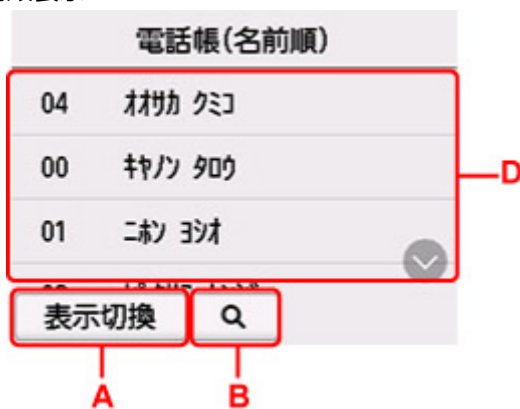 電話帳(名前順)
04 ｵｵｻｶ ｸﾐｺ
00 ｷﾔﾉﾝ ﾀﾛｳ
01 ﾆﾎﾝ ﾖｼｵ
D
表示切換
A
B